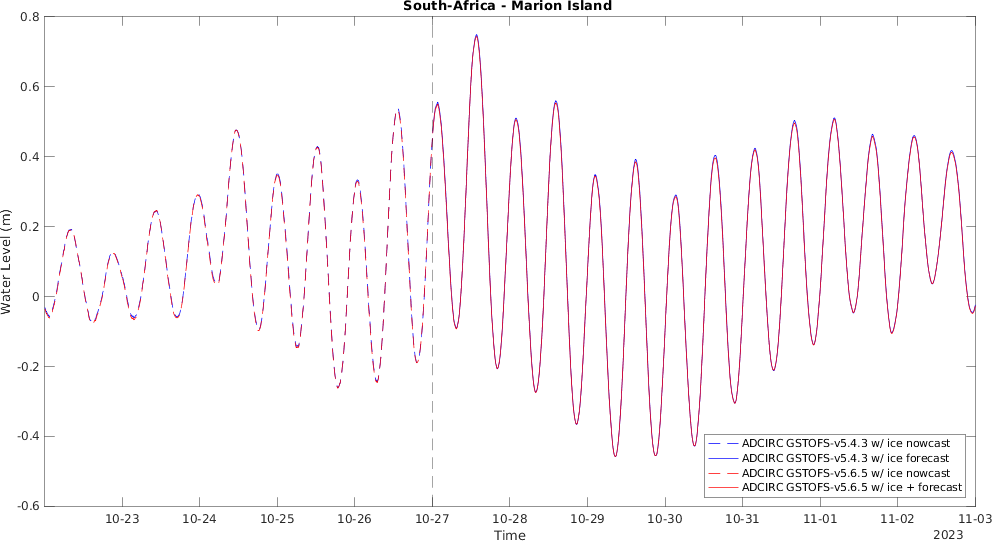 South-Africa - Marion Island
0.8
0.6
0.4
0.2
0
-0.2
-0.4
-0.6
Water Level (m)
ADCIRC GSTOFS-v5.4.3 w/ ice nowcast
ADCIRC GSTOFS-v5.4.3 w/ ice forecast
ADCIRC GSTOFS-v5.6.5 w/ ice nowcast
ADCIRC GSTOFS-v5.6.5 w/ ice + forecast
10-23 10-24 10-25 10-26 10-27 10-28 10-29 10-30 10-31 11-01 11-02 11-03
Time
2023